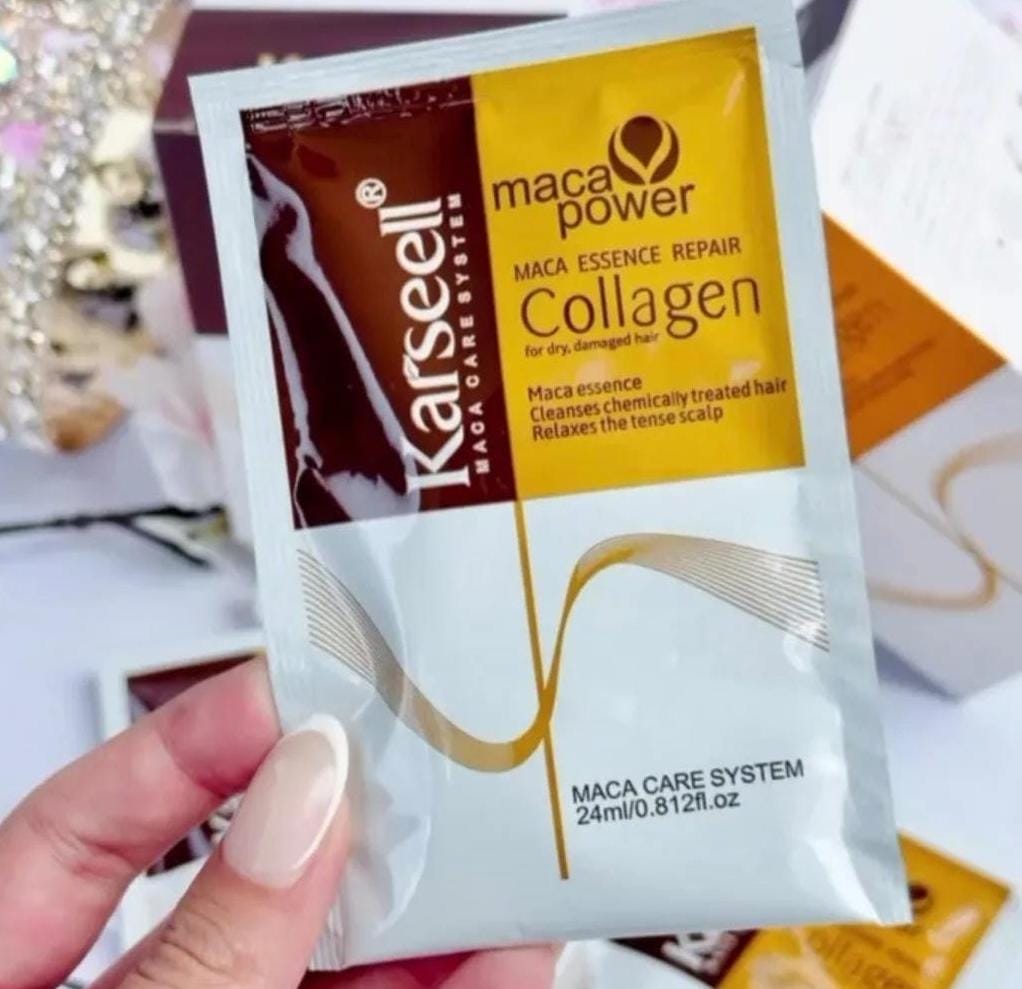 Karseell®
MACA CARE SYSTEM
maca
power
MACA ESSENCE REPAIR
Collagen
for dry, damaged hair
Maca essence
Cleanses chemically treated hair
Relaxes the tense scalp
MACA CARE SYSTEM
24ml/0.812fl.oz